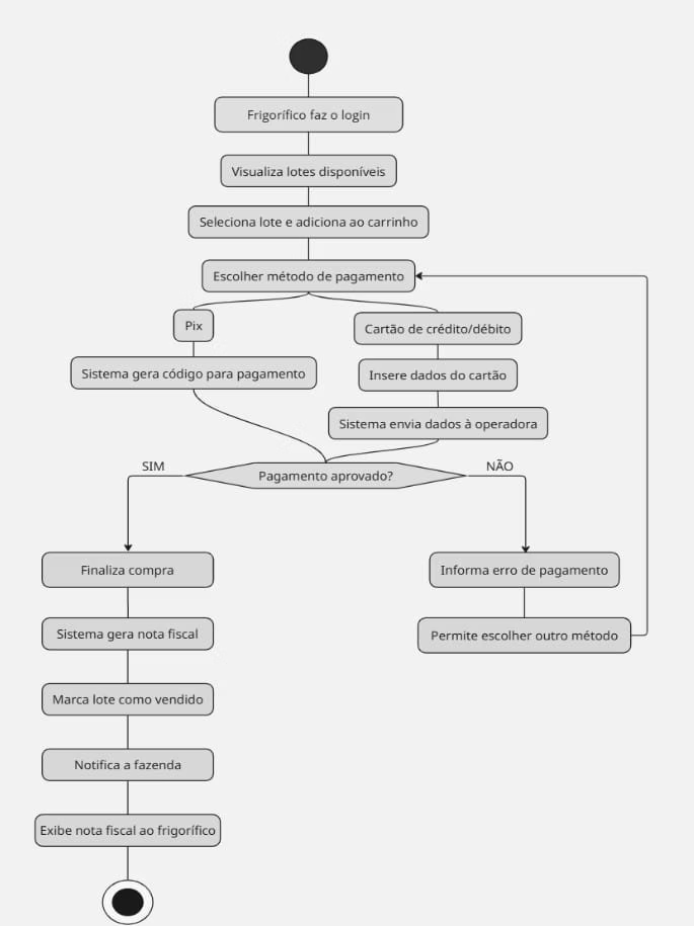 Frigorífico faz o login
Visualiza lotes disponíveis
Seleciona lote e adiciona ao carrinho
Escolher método de pagamento
Pix
Cartão de crédito/débito
Sistema gera código para pagamento
Insere dados do cartão
Sistema envia dados à operadora
SIM
Pagamento aprovado?
NÃO
Finaliza compra
Informa erro de pagamento
Sistema gera nota fiscal
Permite escolher outro método
Marca lote como vendido
Notifica a fazenda
Exibe nota fiscal ao frigorífico